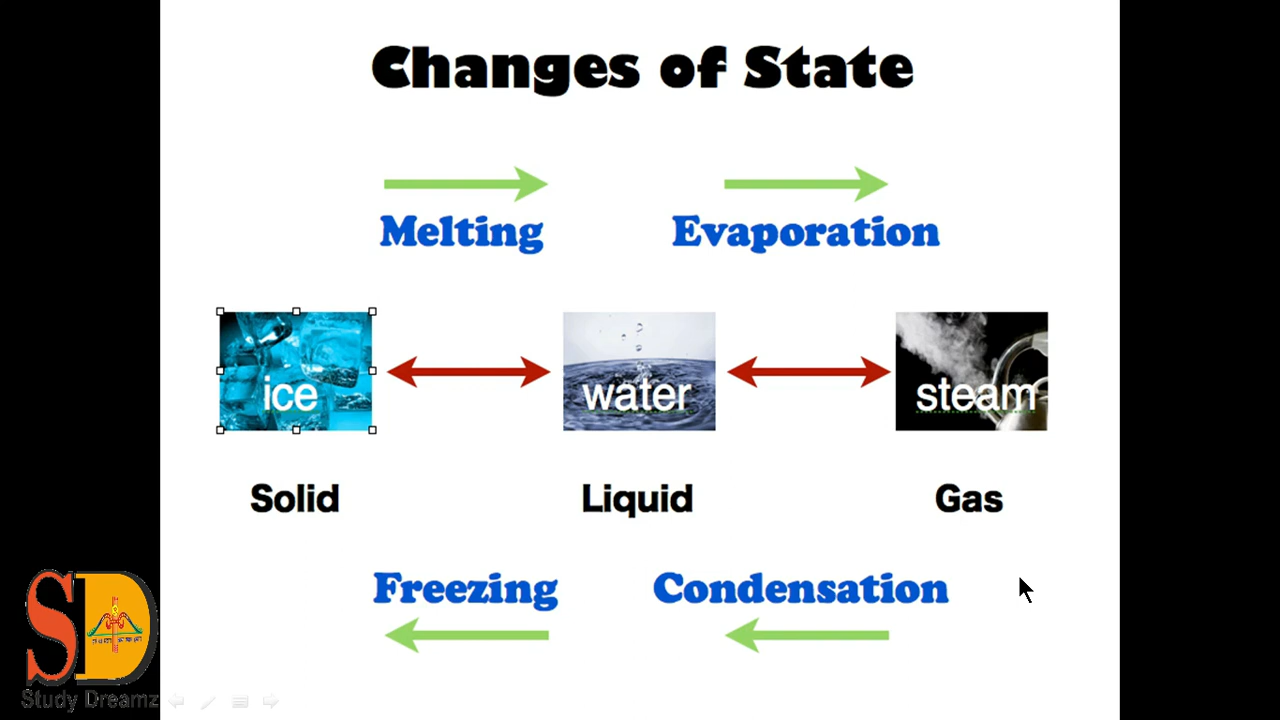 Changes of State
Melting Evaporation
ice water steam
Solid Liquid Gas
Freezing Condensation
SD
Study Dreamz